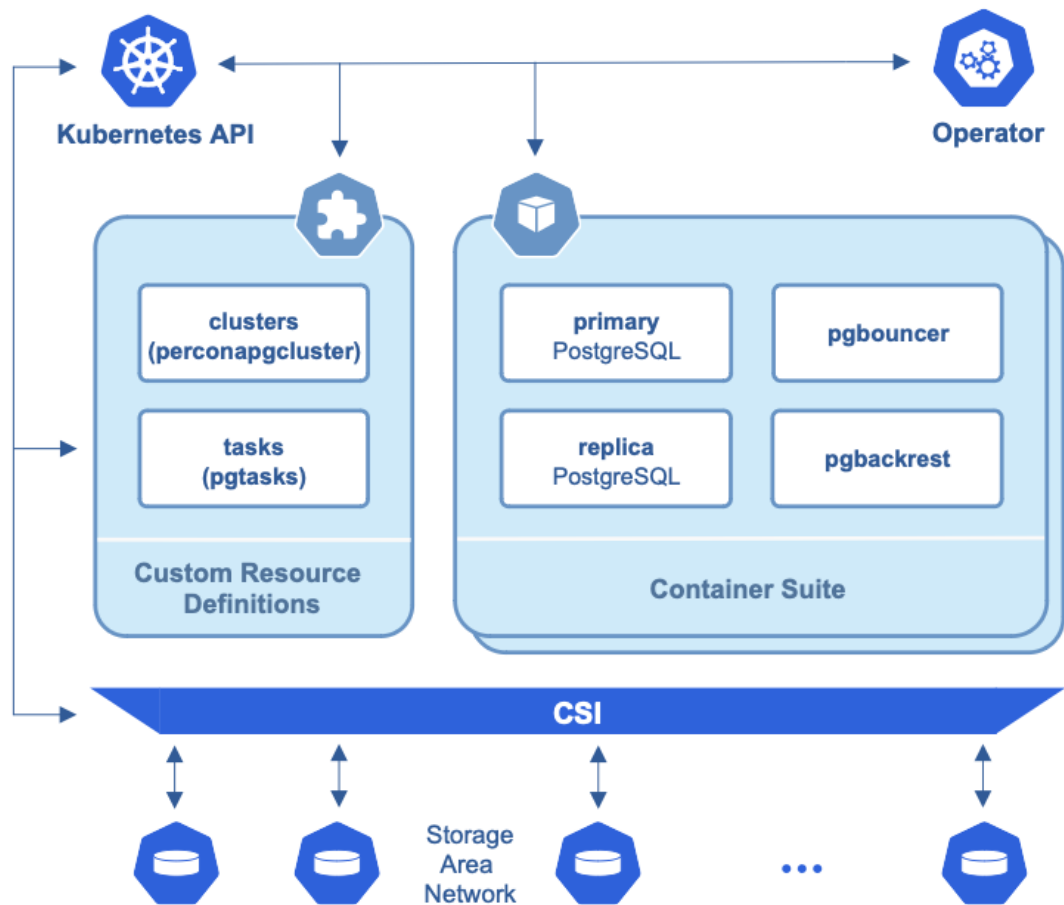 Kubernetes API
Operator
clusters
(perconapgcluster)
tasks
(pgtasks)
Custom Resource
Definitions
primary
PostgreSQL
pgbouncer
replica
PostgreSQL
pgbackrest
Container Suite
CSI
Storage
Area
Network
...